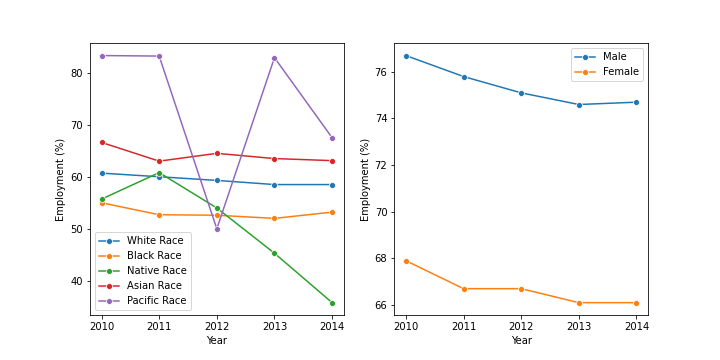 Employment (%)
80
70
60
50
40
White Race
Black Race
Native Race
Asian Race
Pacific Race
2010 2011 2012 2013 2014
Year
Employment (%)
76
74
72
70
68
66
Male
Female
2010 2011 2012 2013 2014
Year